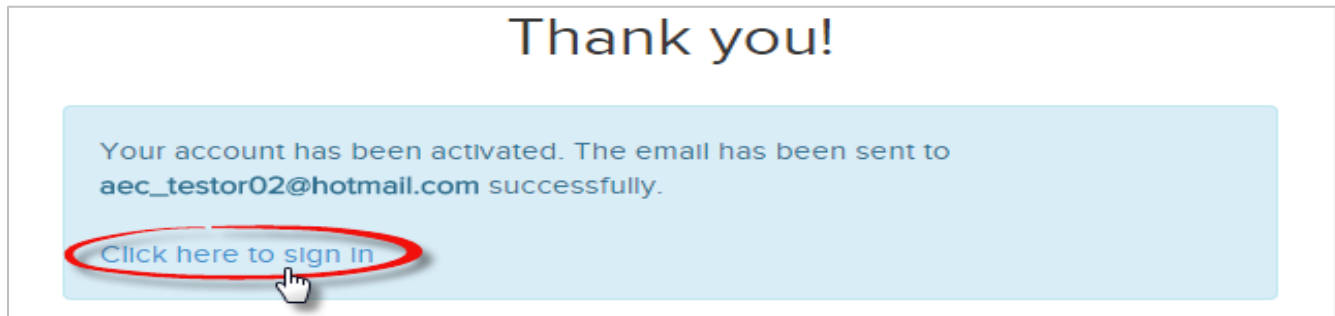 Thank you!
Your account has been activated. The email has been sent to
aec_testor02@hotmail.com successfully.
Click here to sign in